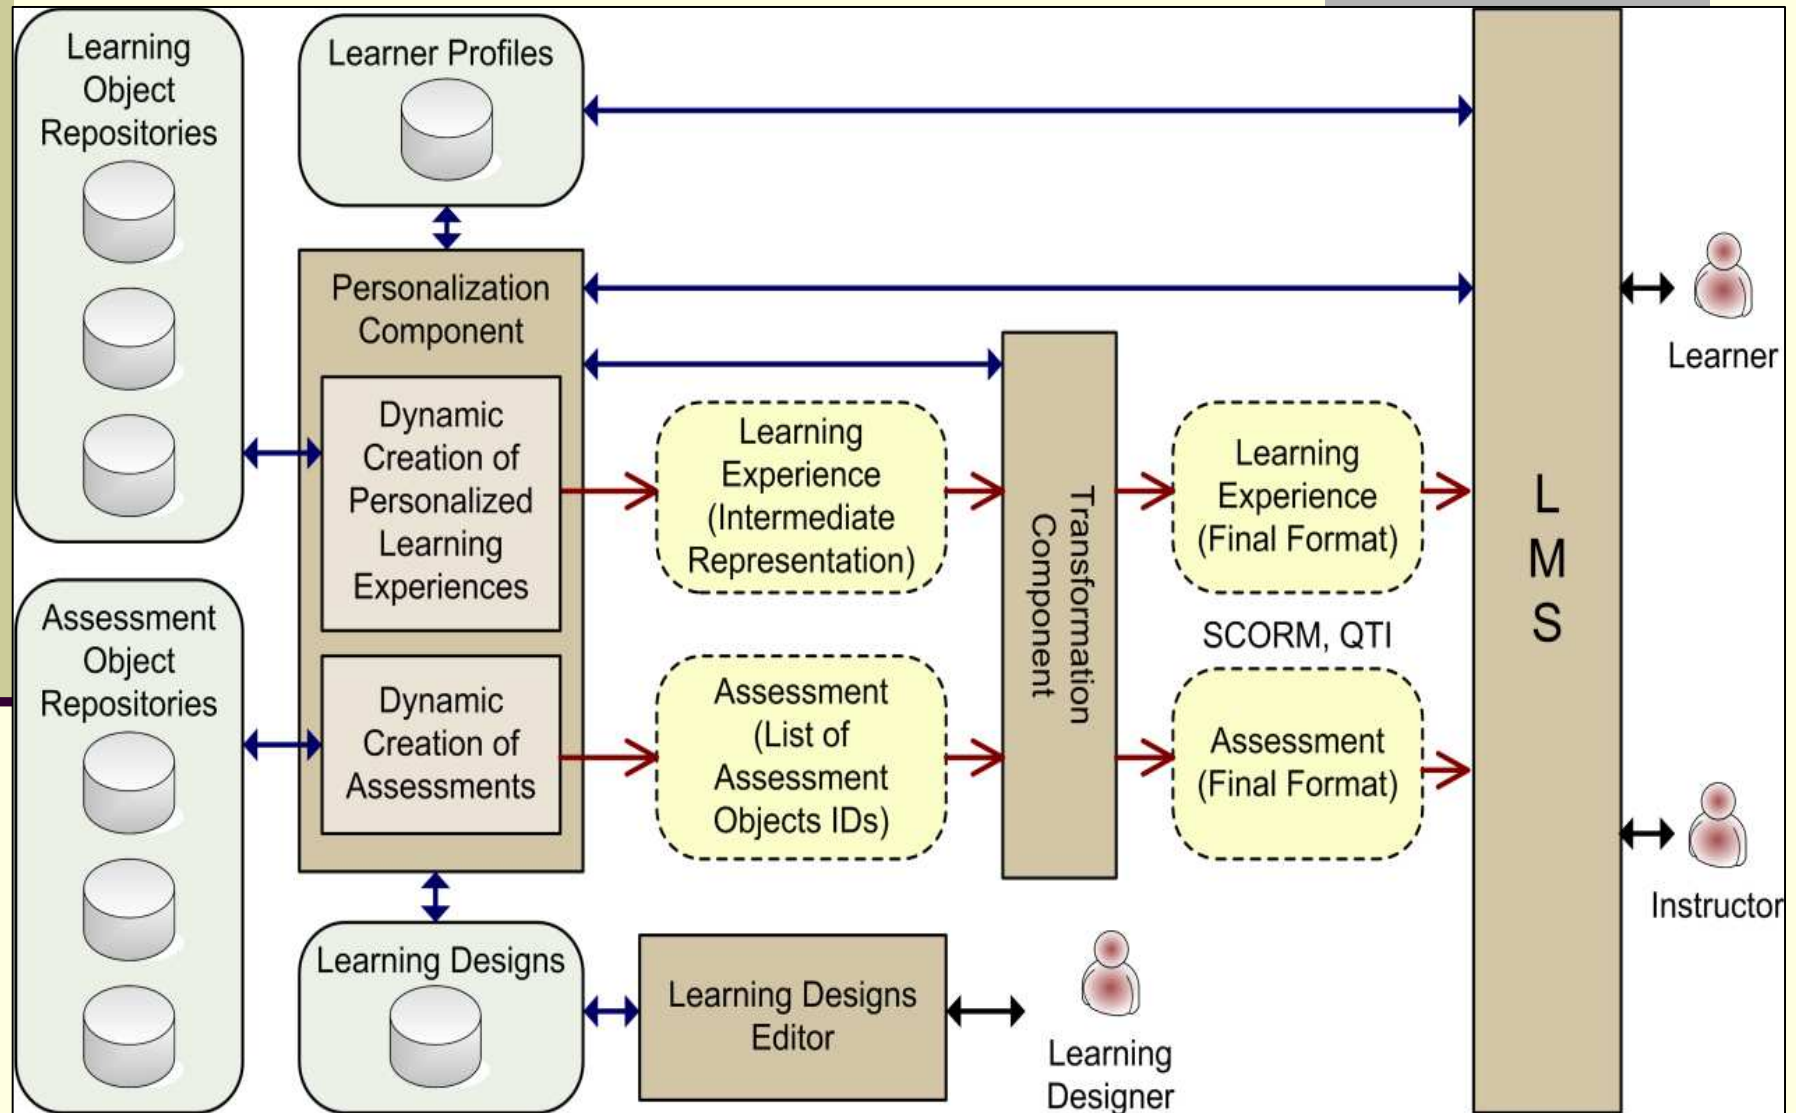 Learning
Object
Repositories
Learner Profiles
Personalization
Component
Dynamic
Creation of
Personalized
Learning
Experiences
Learning
Experience
(Intermediate
Representation)
Transformation
Component
Learning
Experience
(Final Format)
L
M
S
Learner
SCORM, QTI
Assessment
Object
Repositories
Dynamic
Creation of
Assessments
Assessment
(List of
Assessment
Objects IDs)
Assessment
(Final Format)
Instructor
Learning Designs
Learning Designs
Editor
Learning
Designer